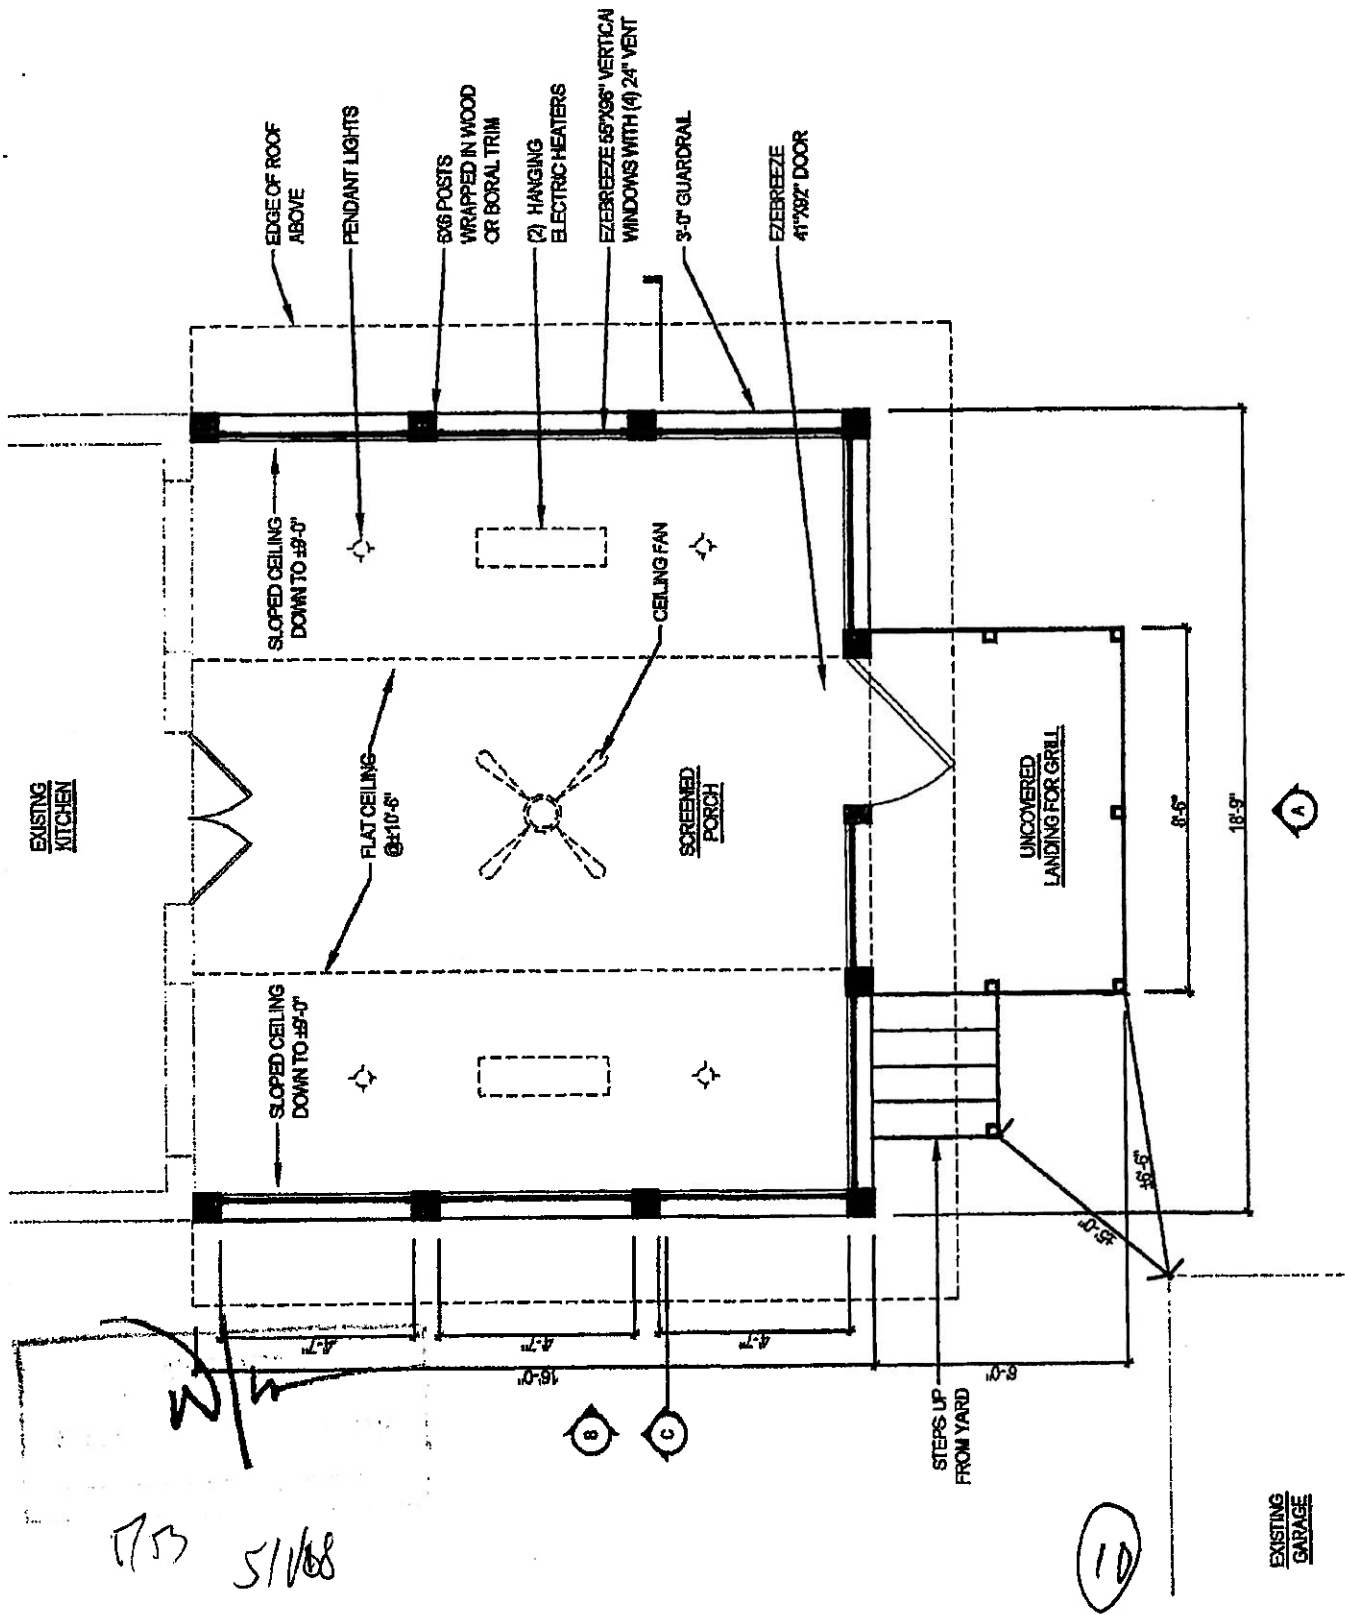 EXISTING
KITCHEN
EDGE OF ROOF
ABOVE
PENDANT LIGHTS
6X6 POSTS
WRAPPED IN WOOD
OR BORAL TRIM
(2) HANGING
ELECTRIC HEATERS
EZEBREEZE 55"X96" VERTICAL
WINDOWS WITH (4) 24" VENT
3'-0" GUARDRAIL
EZEBREEZE
41"X92" DOOR
SLOPED CEILING
DOWN TO ±9'-0"
CEILING FAN
FLAT CEILING
@±10'-6"
SCREENED
PORCH
SLOPED CEILING
DOWN TO ±9'-0"
UNCOVERED
LANDING FOR GRILL
8'-6"
18'-9"
A
4'-7"
4'-7"
4'-7"
16'-0"
6'-0"
±5'-0"
±6'-6"
B
C
STEPS UP
FROM YARD
EXISTING
GARAGE